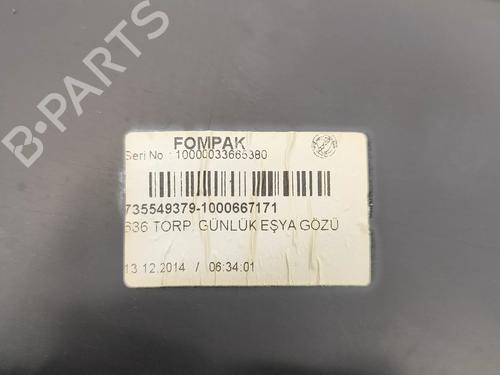 FOMPAK
Seri No : 10000033665380
735549379-1000667171
636 TORP. GÜNLÜK EŞYA GÖZÜ
13.12.2014 / 06:34:01
B-PARTS